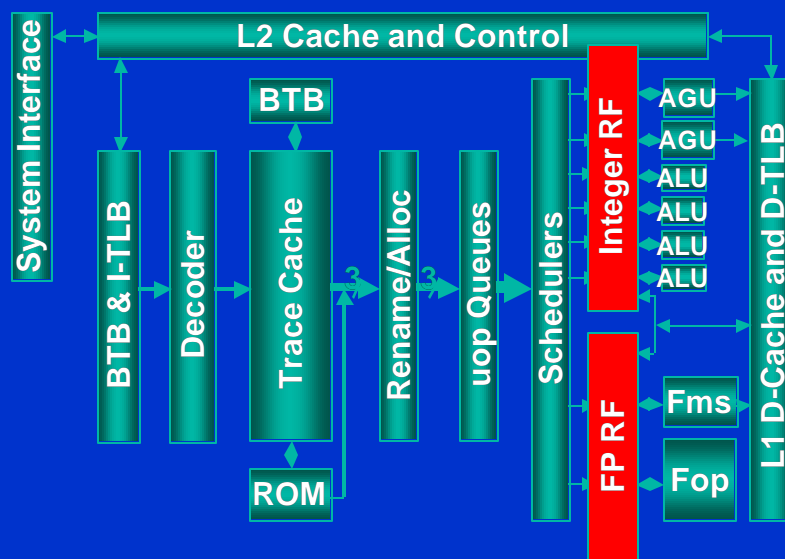 System Interface
L2 Cache and Control
BTB
BTB & I-TLB
Decoder
Trace Cache
ROM
3
Rename/Alloc
3
uop Queues
Schedulers
Integer RF
FP RF
AGU
AGU
ALU
ALU
ALU
ALU
Fms
Fop
L1 D-Cache and D-TLB